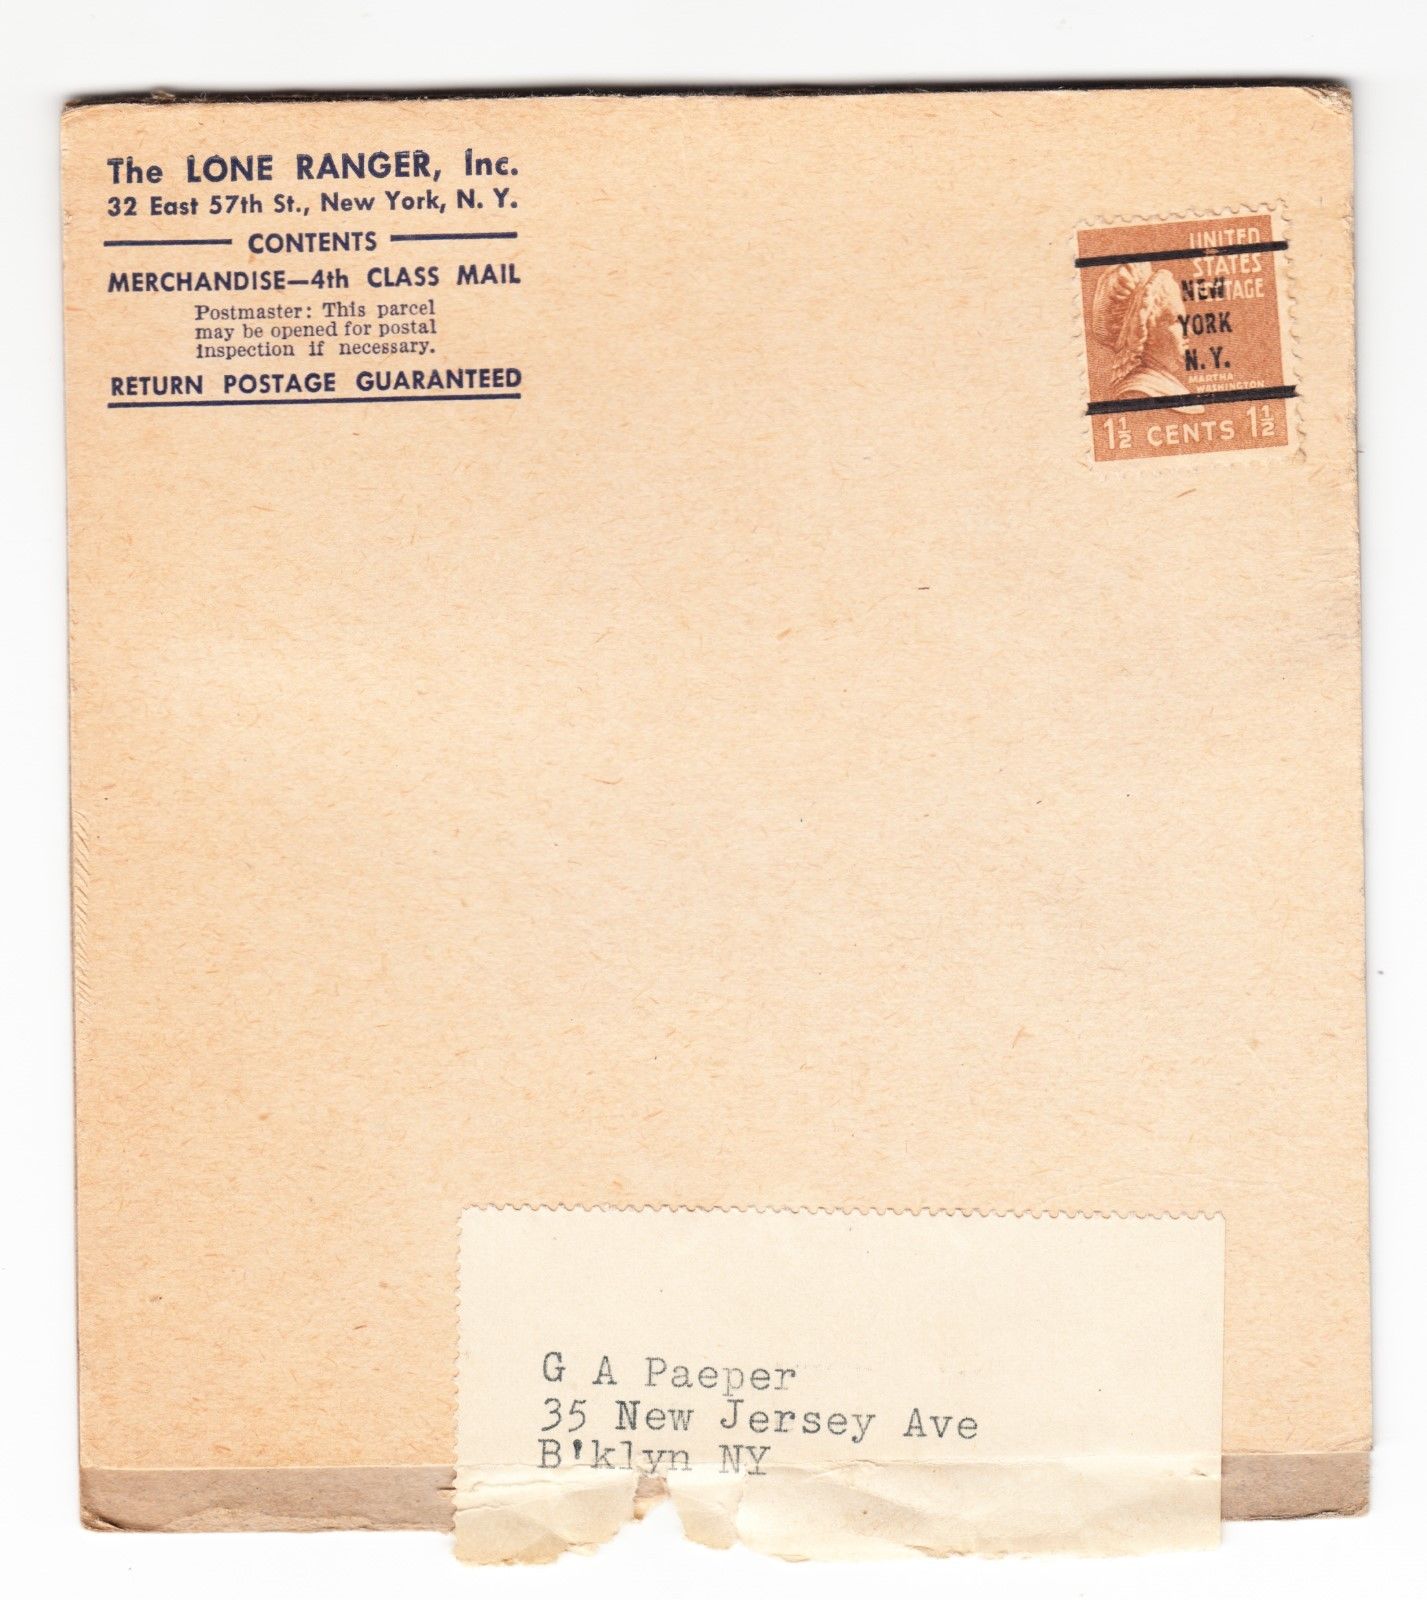 The LONE RANGER, Inc.
32 East 57th St., New York, N. Y.
CONTENTS
MERCHANDISE—4th CLASS MAIL
Postmaster: This parcel
may be opened for postal
inspection if necessary.
RETURN POSTAGE GUARANTEED
UNITED
STATES
POSTAGE
NEW
YORK
N.Y.
MARTHA
WASHINGTON
1½ CENTS 1½
G A Paeper
35 New Jersey Ave
B'klyn NY